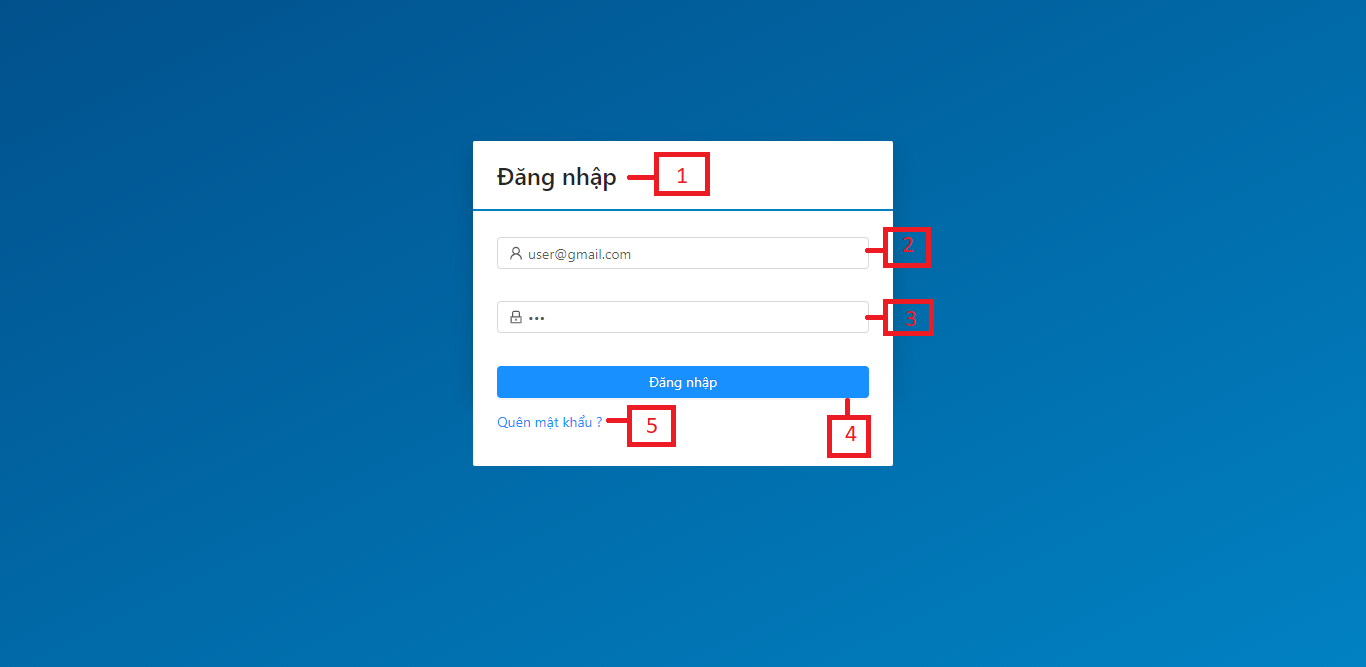 Đăng nhập 1
user@gmail.com 2
••• 3
Đăng nhập
4
Quên mật khẩu ? 5